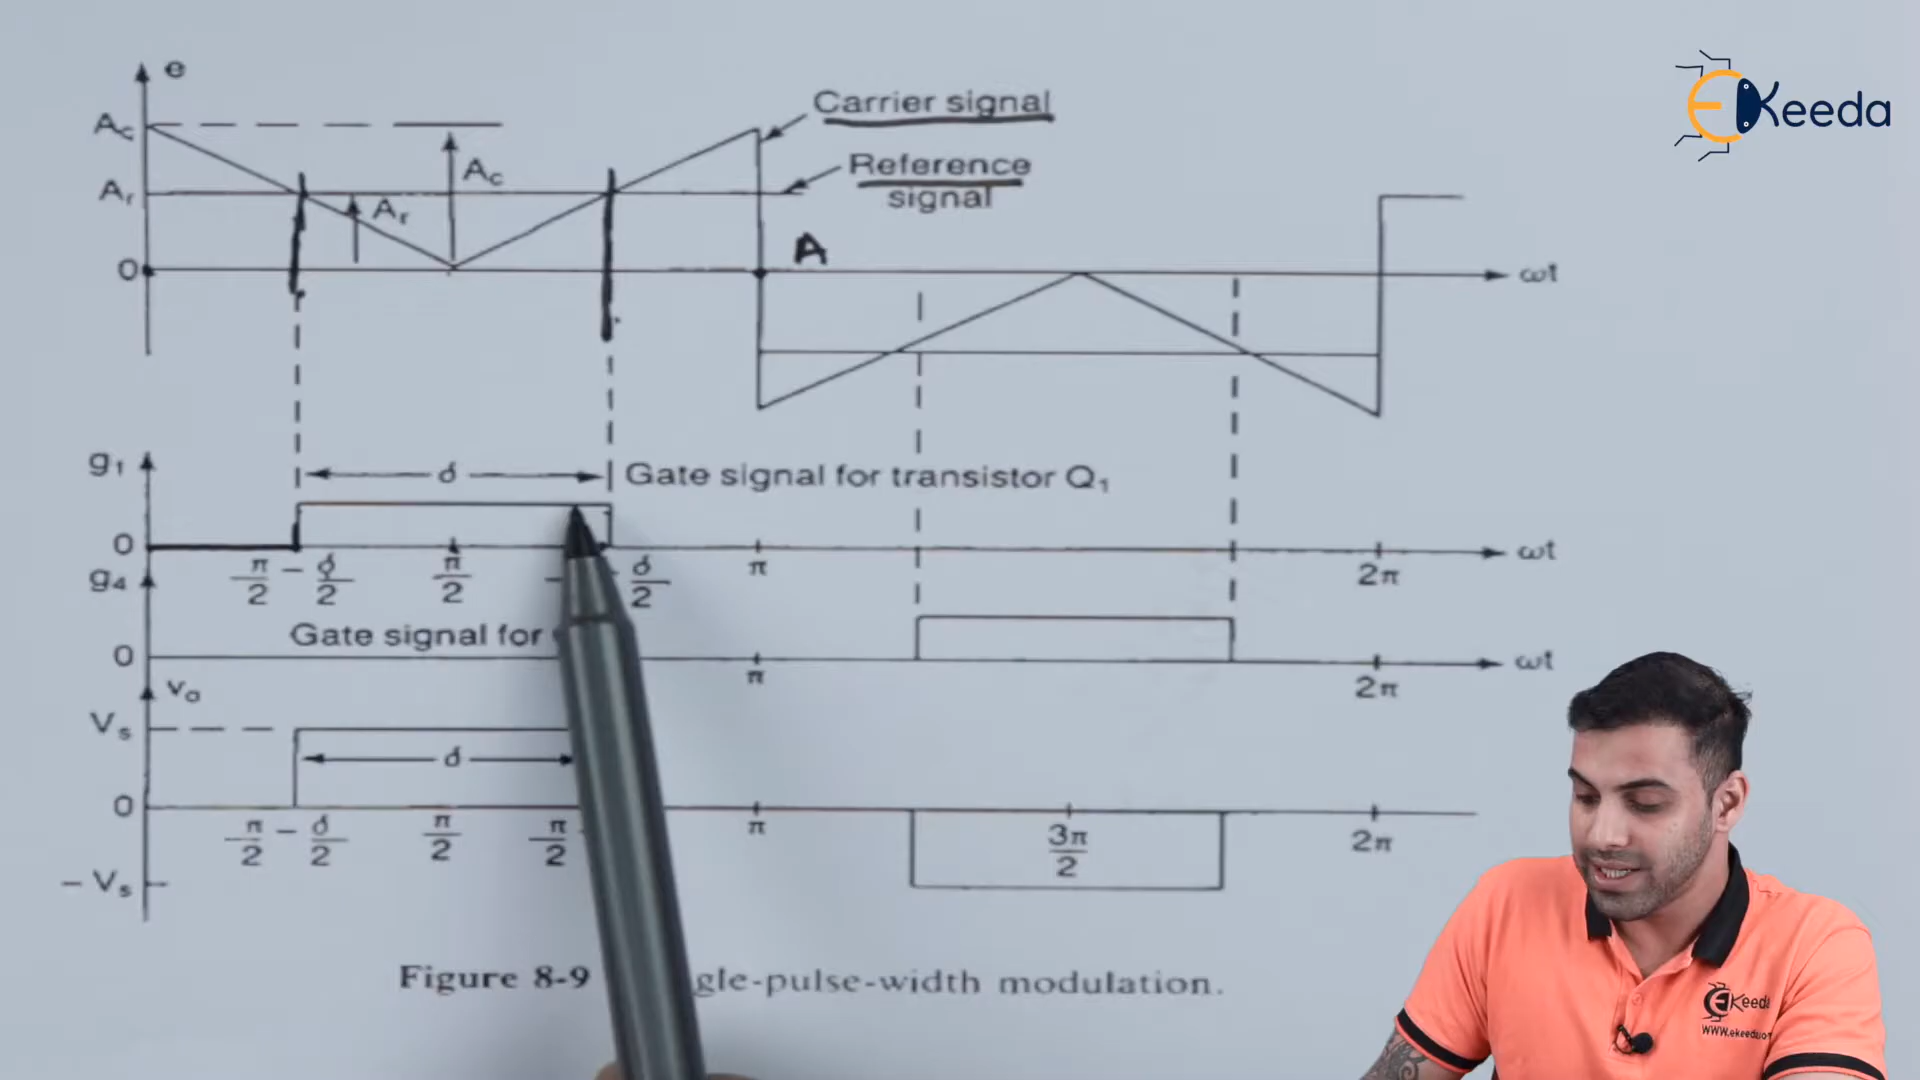 e
EKeeda
Carrier signal
Ac
Ac
Reference
signal
Ar
Ar
A
0
ωt
g1
δ
Gate signal for transistor Q1
0
ωt
π/2 - δ/2
π/2
δ/2
π
2π
g4
Gate signal for
0
ωt
π
2π
vo
Vs
δ
0
π/2 - δ/2
π/2
π/2
π
3π/2
2π
- Vs
Figure 8-9
gle-pulse-width modulation.
EKeeda